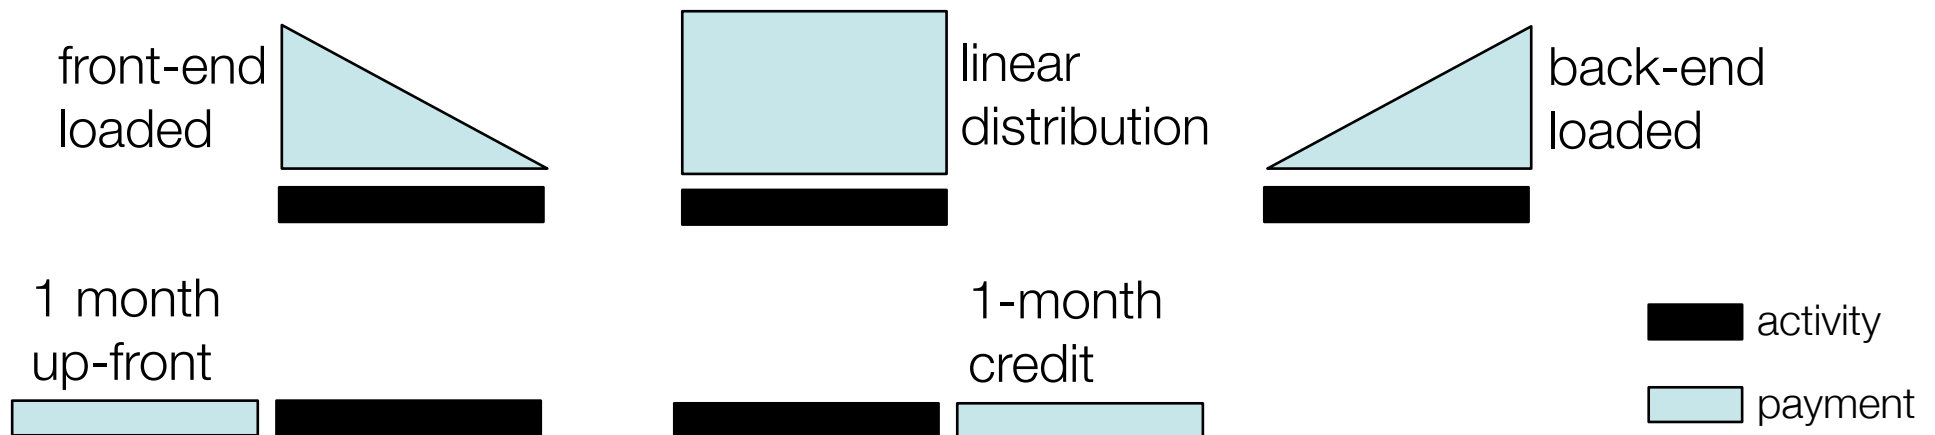 front-end
loaded
linear
distribution
back-end
loaded
1 month
up-front
1-month
credit
activity
payment